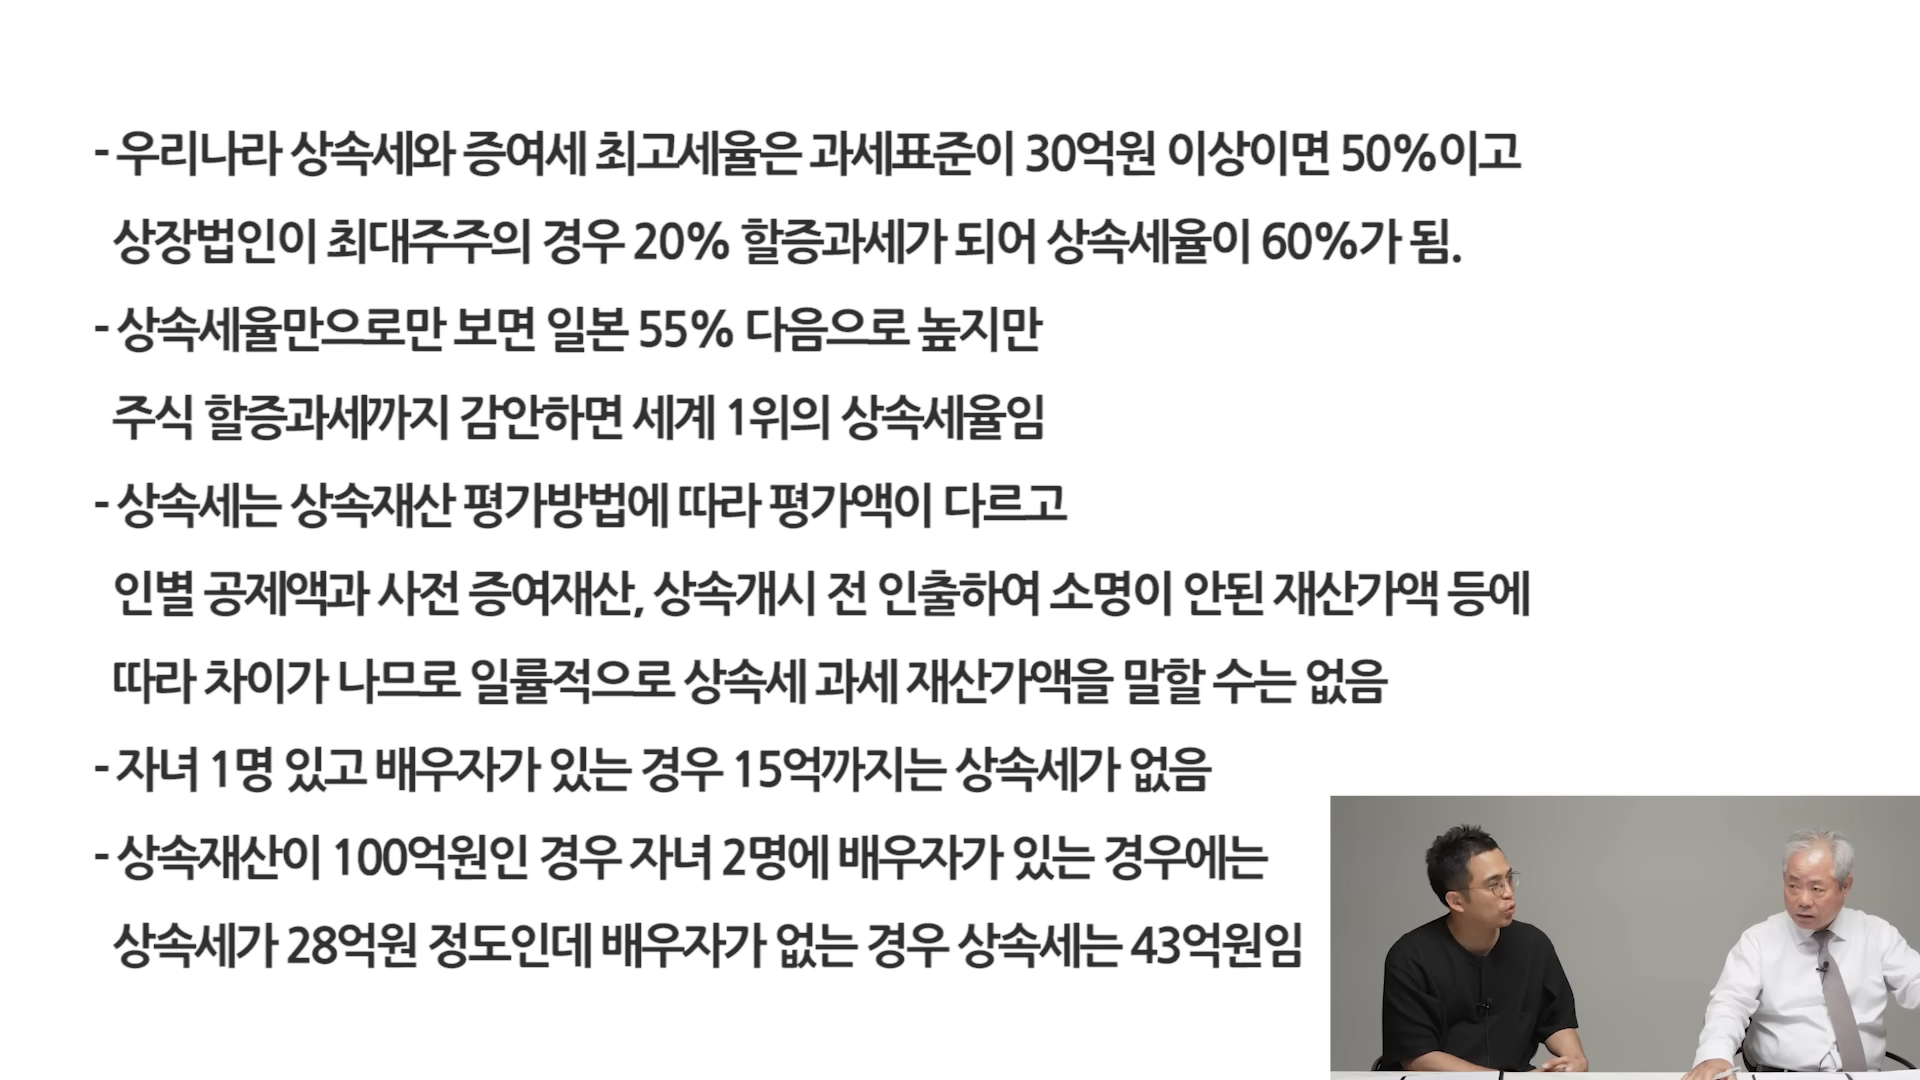 - 우리나라 상속세와 증여세 최고세율은 과세표준이 30억원 이상이면 50%이고
상장법인이 최대주주의 경우 20% 할증과세가 되어 상속세율이 60%가 됨.
- 상속세율만으로만 보면 일본 55% 다음으로 높지만
주식 할증과세까지 감안하면 세계 1위의 상속세율임
- 상속세는 상속재산 평가방법에 따라 평가액이 다르고
인별 공제액과 사전 증여재산, 상속개시 전 인출하여 소명이 안된 재산가액 등에
따라 차이가 나므로 일률적으로 상속세 과세 재산가액을 말할 수는 없음
- 자녀 1명 있고 배우자가 있는 경우 15억까지는 상속세가 없음
- 상속재산이 100억원인 경우 자녀 2명에 배우자가 있는 경우에는
상속세가 28억원 정도인데 배우자가 없는 경우 상속세는 43억원임